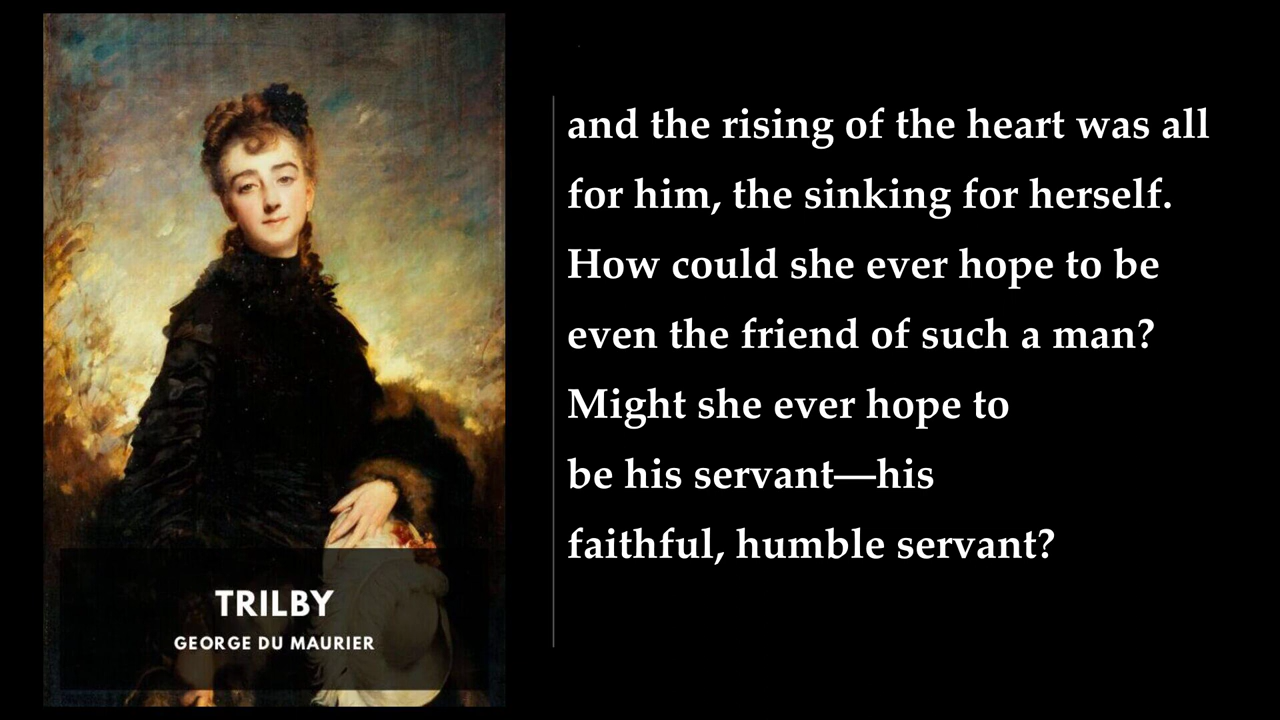 TRILBY
GEORGE DU MAURIER
and the rising of the heart was all
for him, the sinking for herself.
How could she ever hope to be
even the friend of such a man?
Might she ever hope to
be his servant—his
faithful, humble servant?